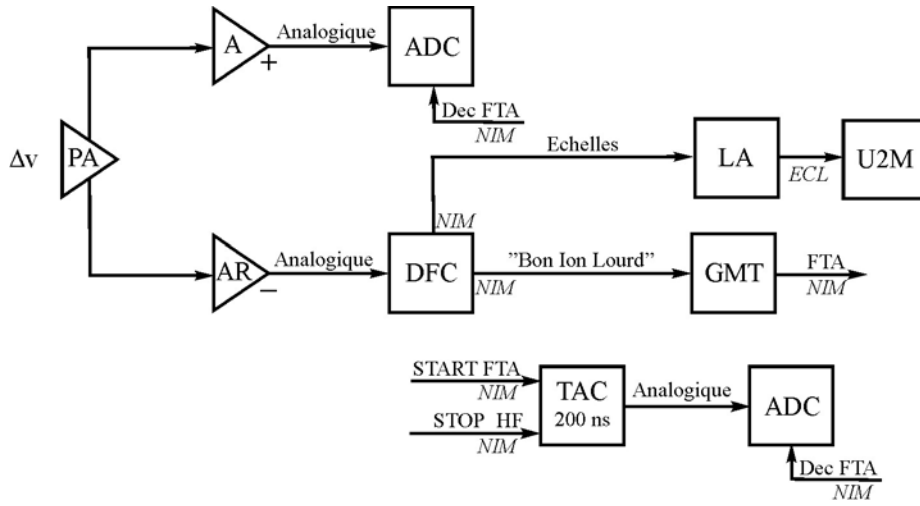 A
+
Analogique
ADC
Dec FTA
NIM
Δv
PA
Echelles
LA
ECL
U2M
NIM
AR
−
Analogique
DFC
"Bon Ion Lourd"
NIM
GMT
FTA
NIM
START FTA
NIM
STOP HF
NIM
TAC
200 ns
Analogique
ADC
Dec FTA
NIM